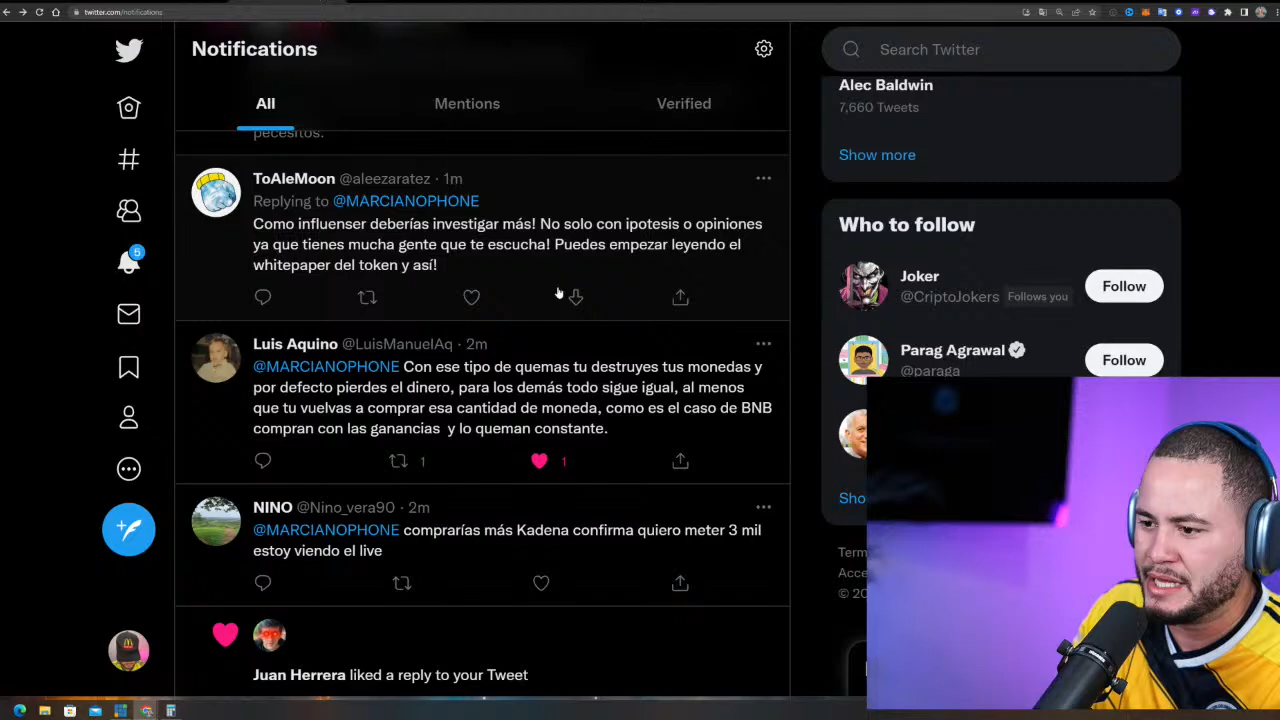 twitter.com/notifications
Notifications
Search Twitter
All
Mentions
Verified
pecesitos.
ToAleMoon @aleezaratez · 1m
Replying to @MARCIANOPHONE
Como influenser deberías investigar más! No solo con ipotesis o opiniones
ya que tienes mucha gente que te escucha! Puedes empezar leyendo el
whitepaper del token y así!
5
Luis Aquino @LuisManuelAq · 2m
@MARCIANOPHONE Con ese tipo de quemas tu destruyes tus monedas y
por defecto pierdes el dinero, para los demás todo sigue igual, al menos
que tu vuelvas a comprar esa cantidad de moneda, como es el caso de BNB
compran con las ganancias y lo queman constante.
1
1
NINO @Nino_vera90 · 2m
@MARCIANOPHONE comprarías más Kadena confirma quiero meter 3 mil
estoy viendo el live
Juan Herrera liked a reply to your Tweet
Alec Baldwin
7,660 Tweets
Show more
Who to follow
Joker
@CriptoJokers Follows you
Follow
Parag Agrawal
@paraga
Follow
Sho
Term
Acce
© 20